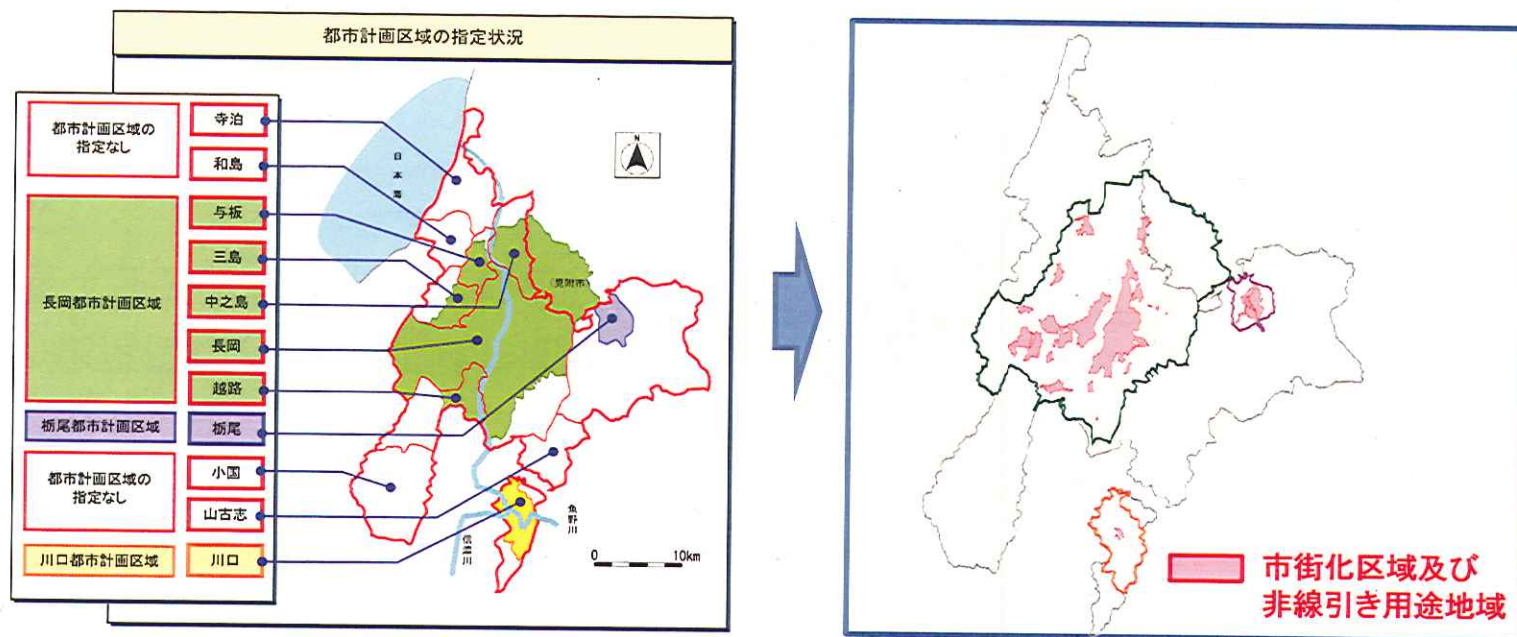 都市計画区域の指定状況
都市計画区域の
指定なし
寺泊
和島
長岡都市計画区域
与板
三島
中之島
長岡
越路
栃尾都市計画区域
栃尾
都市計画区域の
指定なし
小国
山古志
川口都市計画区域
川口
日本海
N
(見附市)
魚野川
信濃川
0 10km
市街化区域及び
非線引き用途地域